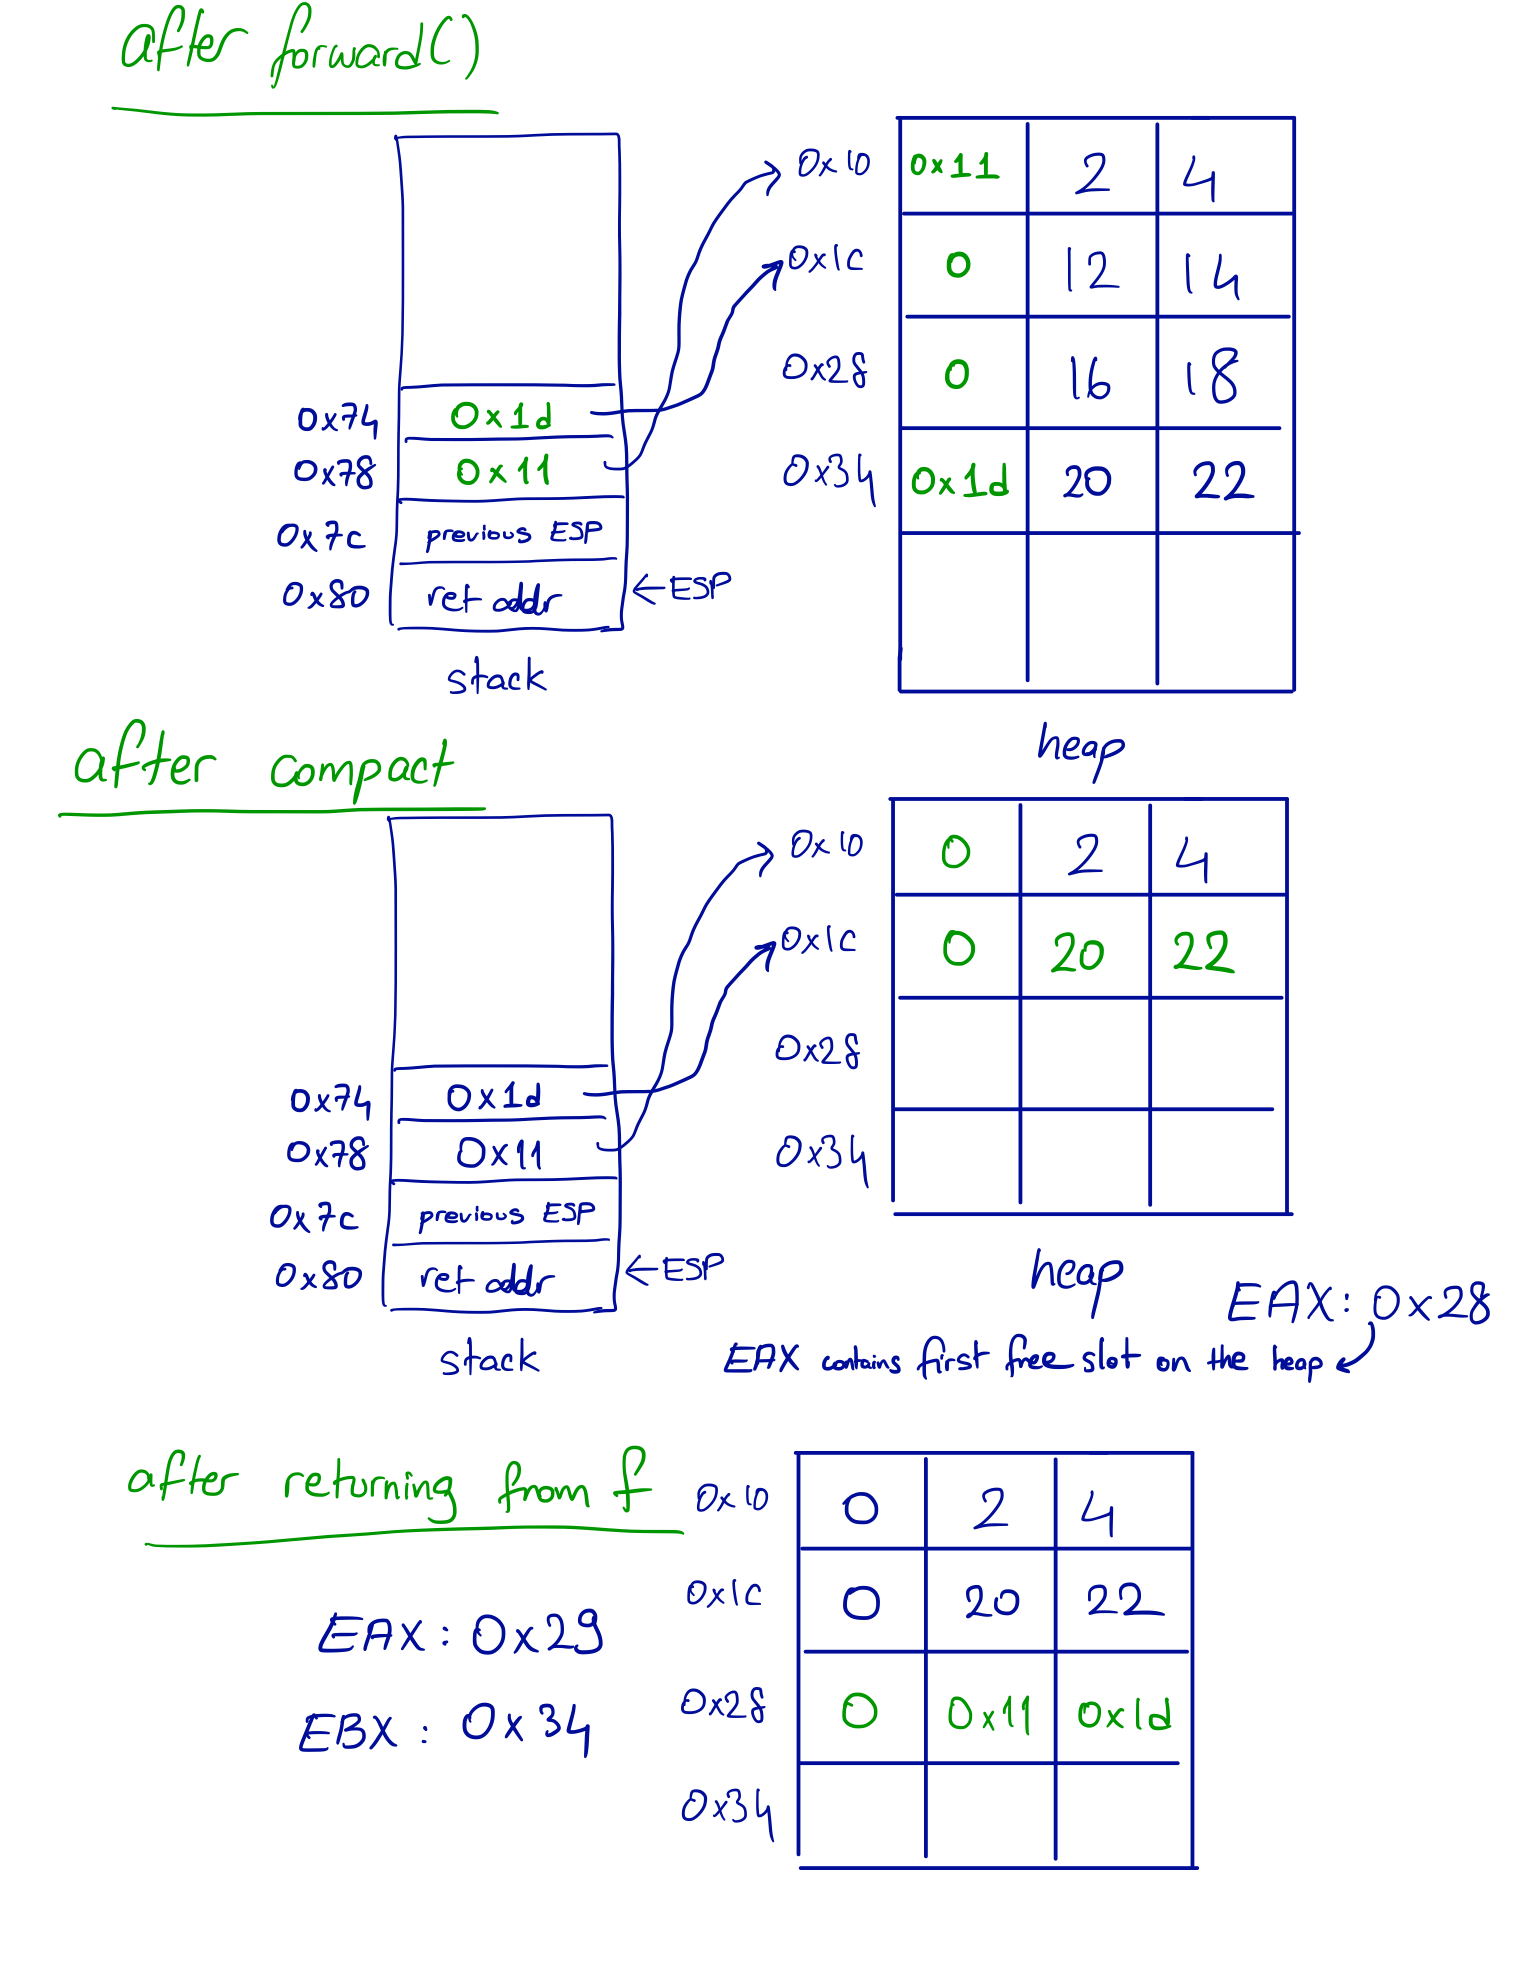 after forward()
0x10 0x11 2 4
0x1c 0 12 14
0x28 0 16 18
0x34 0x1d 20 22
0x74 0x1d
0x78 0x11
0x7c previous ESP
0x80 ret addr ← ESP
stack
heap
after compact
0x10 0 2 4
0x1c 0 20 22
0x28
0x34
0x74 0x1d
0x78 0x11
0x7c previous ESP
0x80 ret addr ← ESP
stack
heap
EAX: 0x28
EAX contains first free slot on the heap
after returning from f
0x10 0 2 4
0x1c 0 20 22
0x28 0 0x11 0x1d
0x34
EAX: 0x29
EBX: 0x34